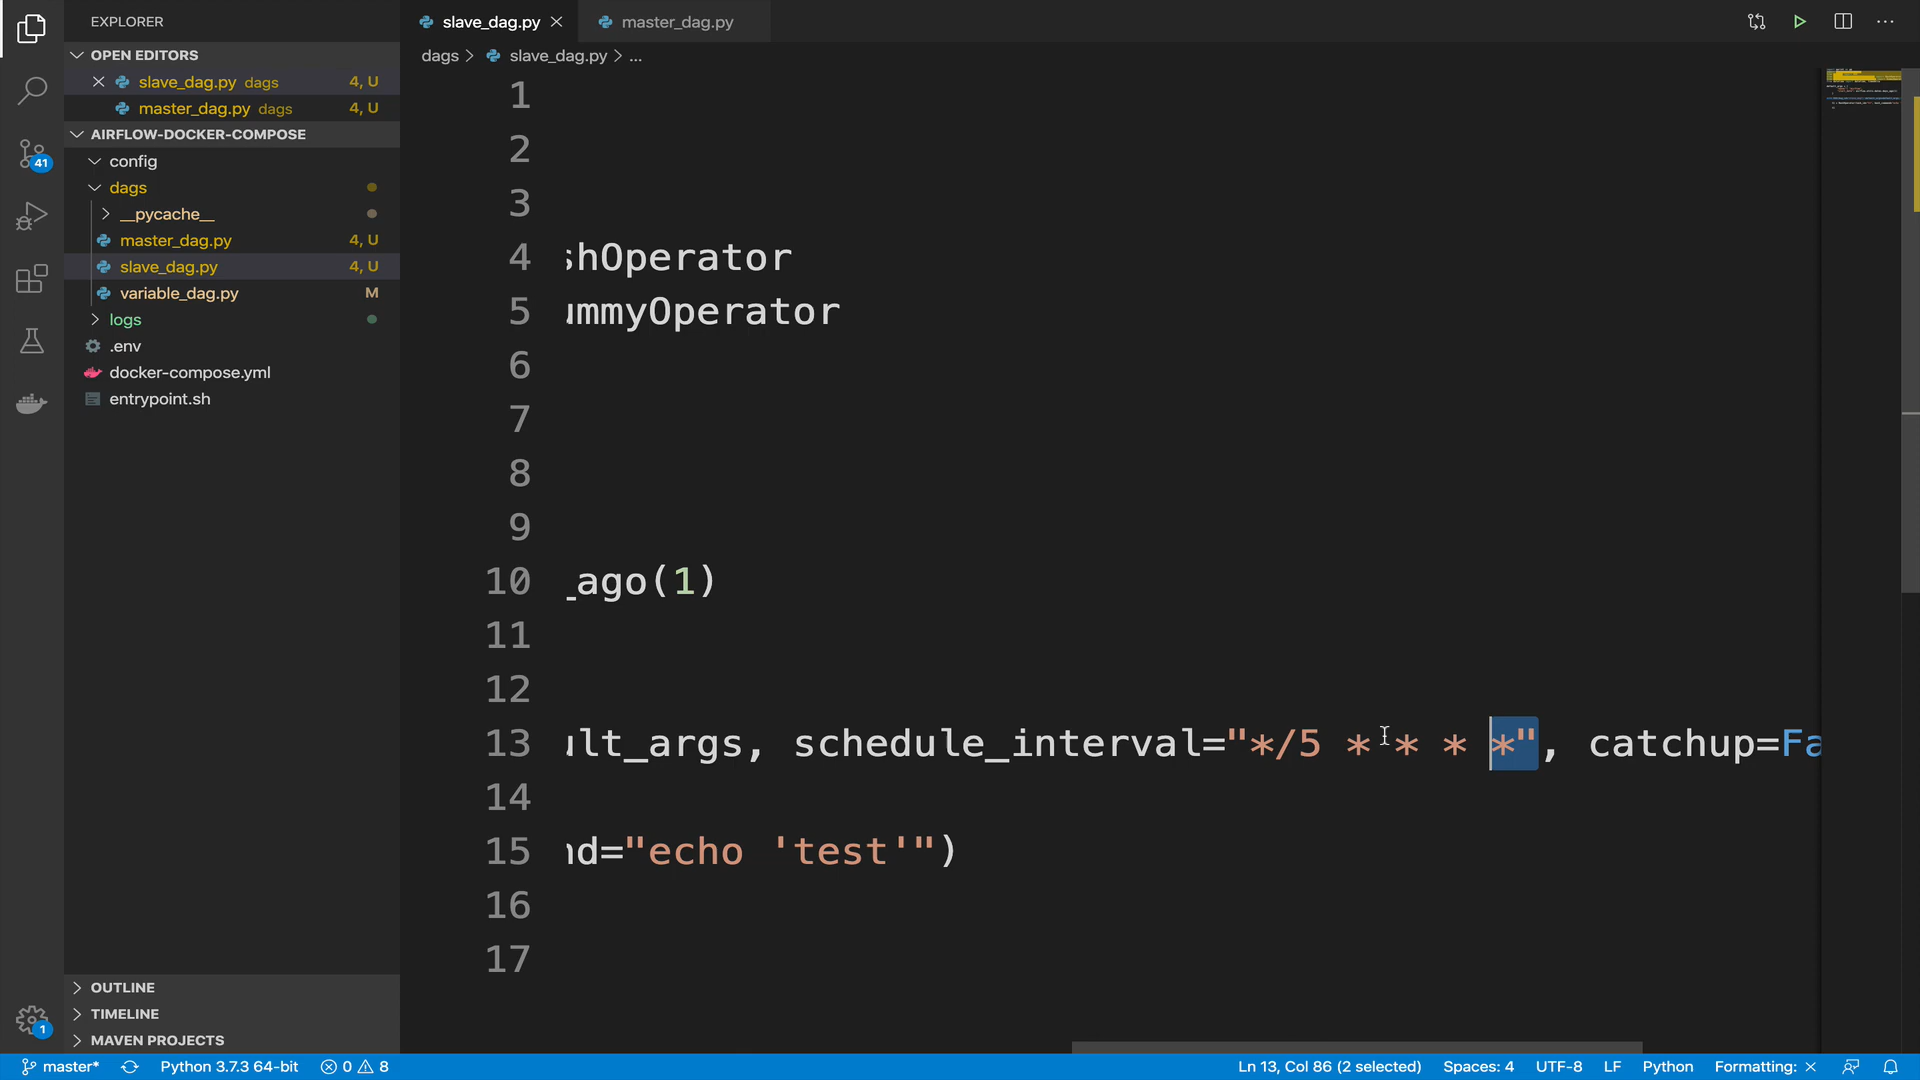 EXPLORER
OPEN EDITORS
slave_dag.py dags 4, U
master_dag.py dags 4, U
AIRFLOW-DOCKER-COMPOSE
config
dags
__pycache__
master_dag.py 4, U
slave_dag.py 4, U
variable_dag.py M
logs
.env
docker-compose.yml
entrypoint.sh
OUTLINE
TIMELINE
MAVEN PROJECTS
41
1
slave_dag.py
master_dag.py
dags > slave_dag.py > ...
1
2
3
4 shOperator
5 ummyOperator
6
7
8
9
10 _ago(1)
11
12
13 ult_args, schedule_interval="*/5 * * * *", catchup=Fa
14
15 nd="echo 'test'")
16
17
master* Python 3.7.3 64-bit 0 8 Ln 13, Col 86 (2 selected) Spaces: 4 UTF-8 LF Python Formatting: ×